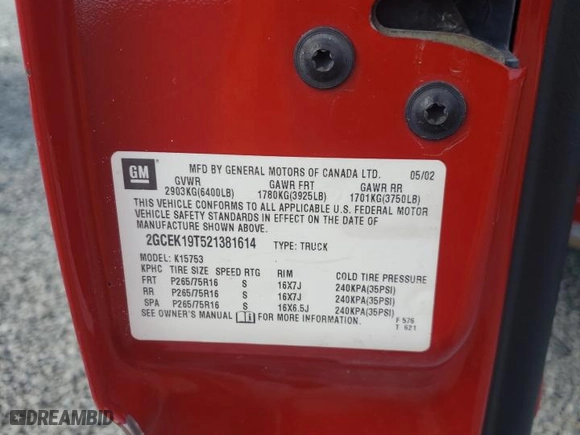 GM
MFD BY GENERAL MOTORS OF CANADA LTD. 05/02
GVWR GAWR FRT GAWR RR
2903KG(6400LB) 1780KG(3925LB) 1701KG(3750LB)
THIS VEHICLE CONFORMS TO ALL APPLICABLE U.S. FEDERAL MOTOR
VEHICLE SAFETY STANDARDS IN EFFECT ON THE DATE OF
MANUFACTURE SHOWN ABOVE.
2GCEK19T521381614 TYPE: TRUCK
MODEL: K15753
KPHC TIRE SIZE SPEED RTG RIM COLD TIRE PRESSURE
FRT P265/75R16 S 16X7J 240KPA(35PSI)
RR P265/75R16 S 16X7J 240KPA(35PSI)
SPA P265/75R16 S 16X6.5J 240KPA(35PSI)
SEE OWNER'S MANUAL FOR MORE INFORMATION. F 576
T 621
DREAMBID